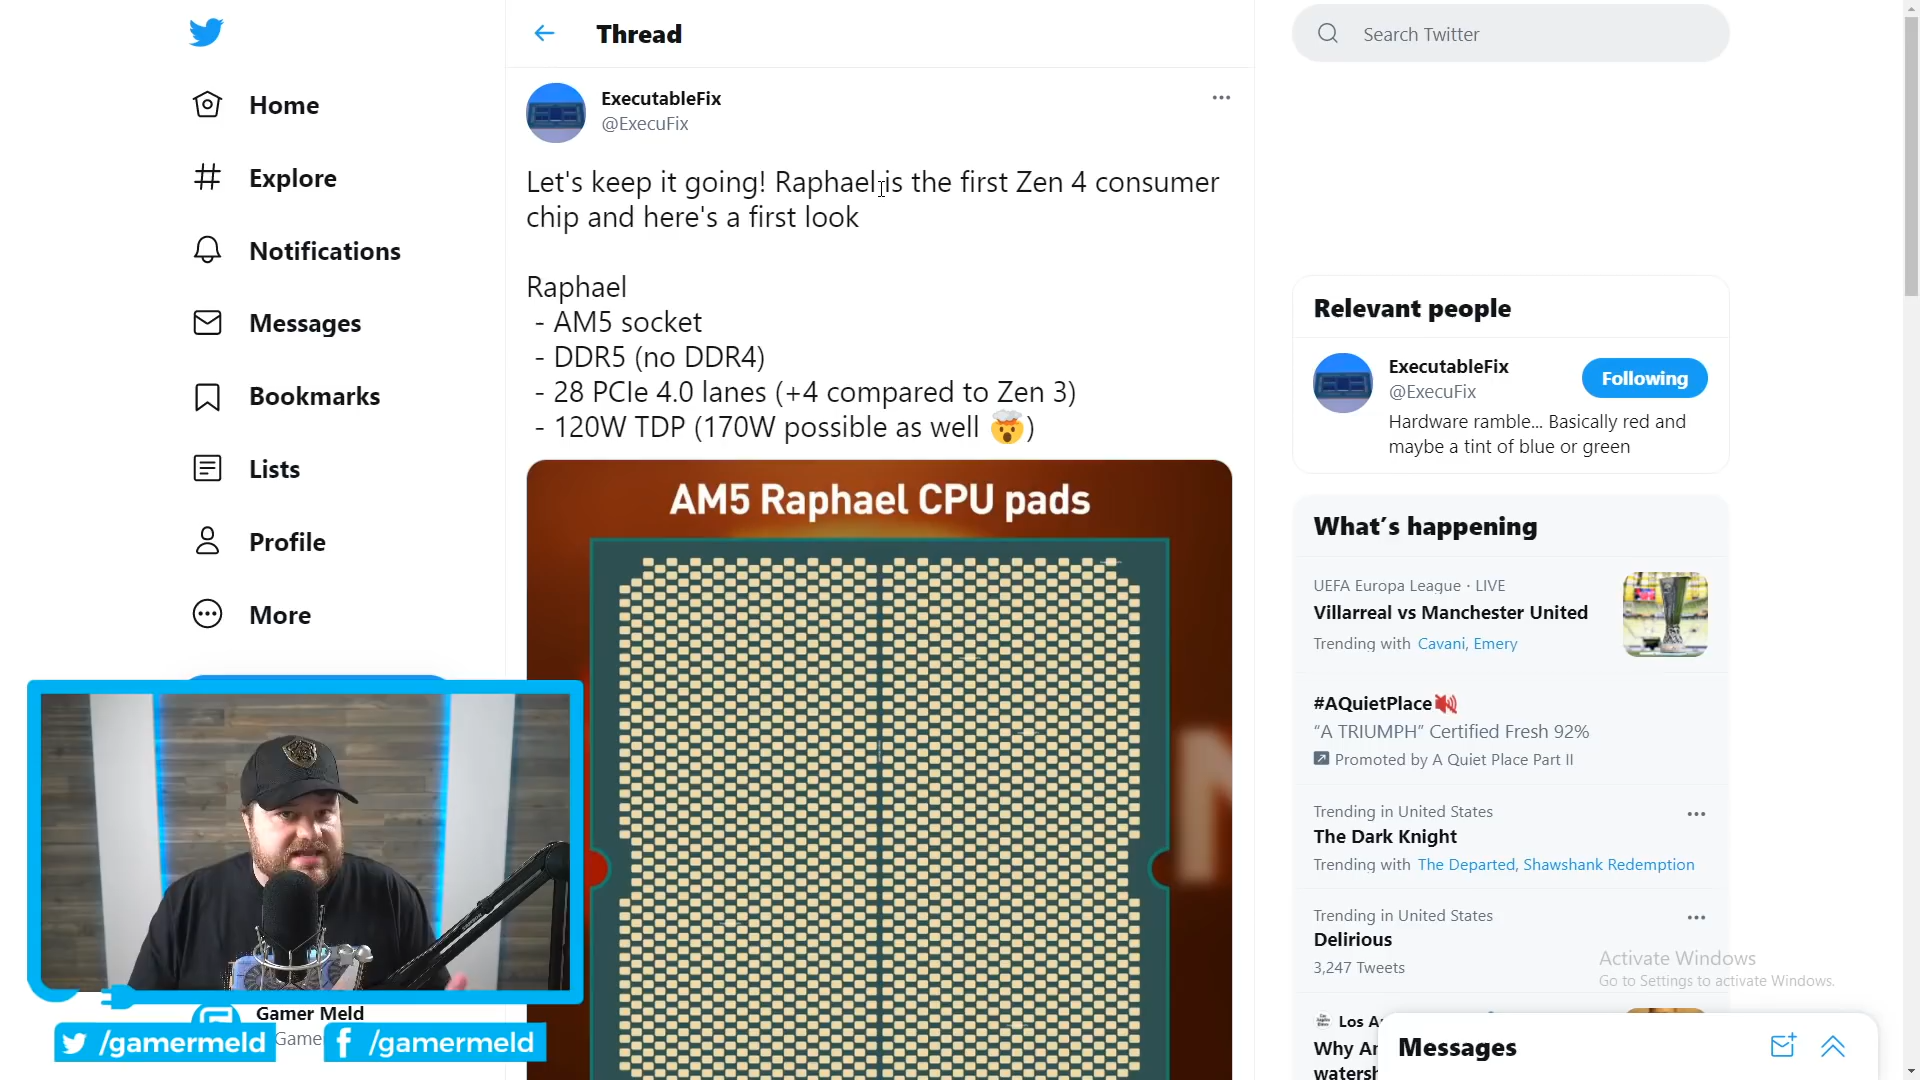 Home
Explore
Notifications
Messages
Bookmarks
Lists
Profile
More
Gamer Meld
/gamermeld
/gamermeld
Thread
ExecutableFix
@ExecuFix
Let's keep it going! Raphael is the first Zen 4 consumer
chip and here's a first look
Raphael
- AM5 socket
- DDR5 (no DDR4)
- 28 PCIe 4.0 lanes (+4 compared to Zen 3)
- 120W TDP (170W possible as well 🤯)
AM5 Raphael CPU pads
Search Twitter
Relevant people
ExecutableFix
@ExecuFix
Following
Hardware ramble... Basically red and
maybe a tint of blue or green
What's happening
UEFA Europa League · LIVE
Villarreal vs Manchester United
Trending with Cavani, Emery
#AQuietPlace
“A TRIUMPH” Certified Fresh 92%
Promoted by A Quiet Place Part II
Trending in United States
The Dark Knight
Trending with The Departed, Shawshank Redemption
Trending in United States
Delirious
3,247 Tweets
Activate Windows
Go to Settings to activate Windows.
Los A
Why
Messages